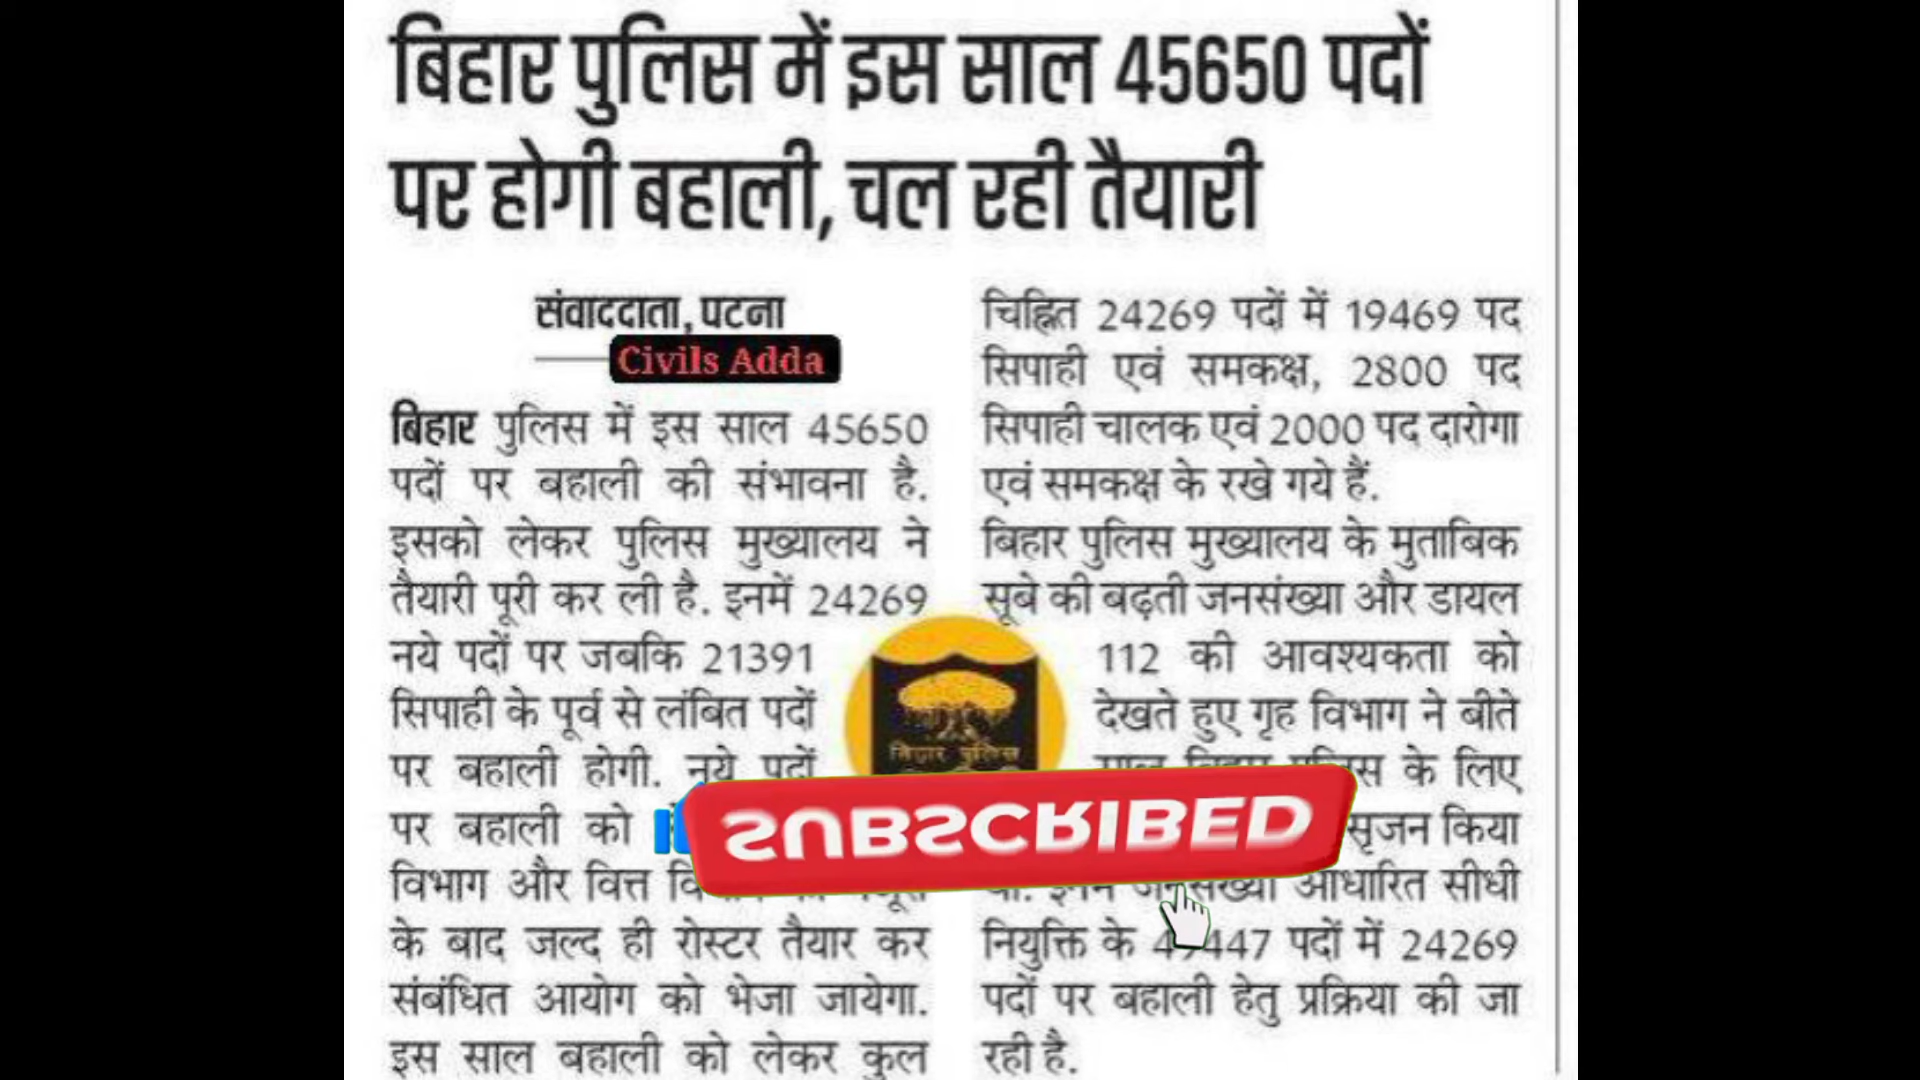 बिहार पुलिस में इस साल 45650 पदों
पर होगी बहाली, चल रही तैयारी
संवाददाता, पटना
Civils Adda
बिहार पुलिस में इस साल 45650
पदों पर बहाली की संभावना है.
इसको लेकर पुलिस मुख्यालय ने
तैयारी पूरी कर ली है. इनमें 24269
नये पदों पर जबकि 21391
सिपाही के पूर्व से लंबित पदों
पर बहाली होगी. नये पदों
पर बहाली को
विभाग और वित्त
के बाद जल्द ही रोस्टर तैयार कर
संबंधित आयोग को भेजा जायेगा.
इस साल बहाली को लेकर कुल
चिह्नित 24269 पदों में 19469 पद
सिपाही एवं समकक्ष, 2800 पद
सिपाही चालक एवं 2000 पद दारोगा
एवं समकक्ष के रखे गये हैं.
बिहार पुलिस मुख्यालय के मुताबिक
सूबे की बढ़ती जनसंख्या और डायल
112 की आवश्यकता को
देखते हुए गृह विभाग ने बीते
के लिए
सृजन किया
जनसंख्या आधारित सीधी
नियुक्ति के पदों में 24269
पदों पर बहाली हेतु प्रक्रिया की जा
रही है.
बिहार पुलिस
SUBSCRIBED